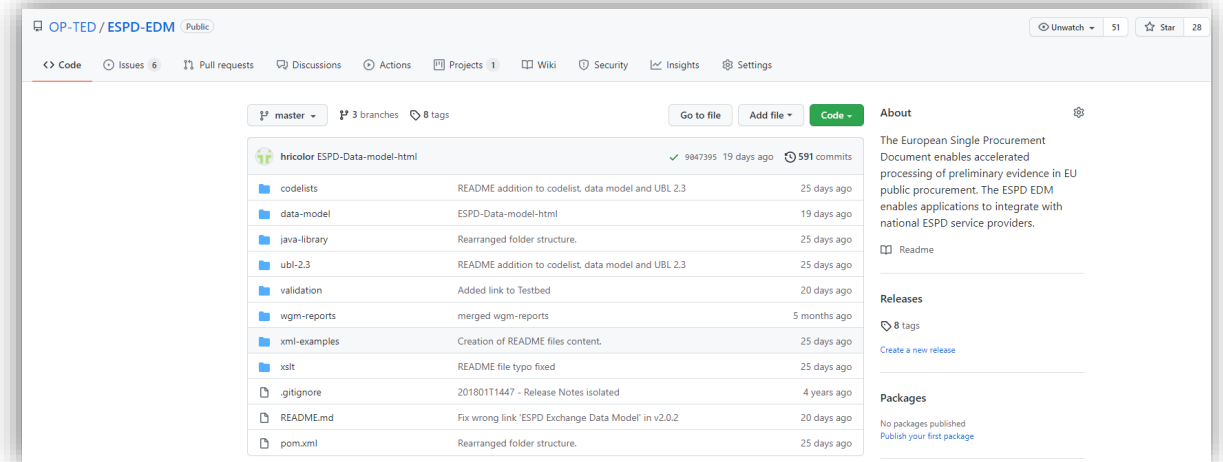 OP-TED / ESPD-EDM Public
Unwatch 51 Star 28
Code Issues 6 Pull requests Discussions Actions Projects 1 Wiki Security Insights Settings
master 3 branches 8 tags Go to file Add file Code
hricolor ESPD-Data-model-html 9047395 19 days ago 591 commits
codelists README addition to codelist, data model and UBL 2.3 25 days ago
data-model ESPD-Data-model-html 19 days ago
java-library Rearranged folder structure. 25 days ago
ubl-2.3 README addition to codelist, data model and UBL 2.3 25 days ago
validation Added link to Testbed 20 days ago
wgm-reports merged wgm-reports 5 months ago
xml-examples Creation of README files content. 25 days ago
xslt README file typo fixed 25 days ago
.gitignore 201801T1447 - Release Notes isolated 4 years ago
README.md Fix wrong link 'ESPD Exchange Data Model' in v2.0.2 20 days ago
pom.xml Rearranged folder structure. 25 days ago
About
The European Single Procurement
Document enables accelerated
processing of preliminary evidence in EU
public procurement. The ESPD EDM
enables applications to integrate with
national ESPD service providers.
Readme
Releases
8 tags
Create a new release
Packages
No packages published
Publish your first package